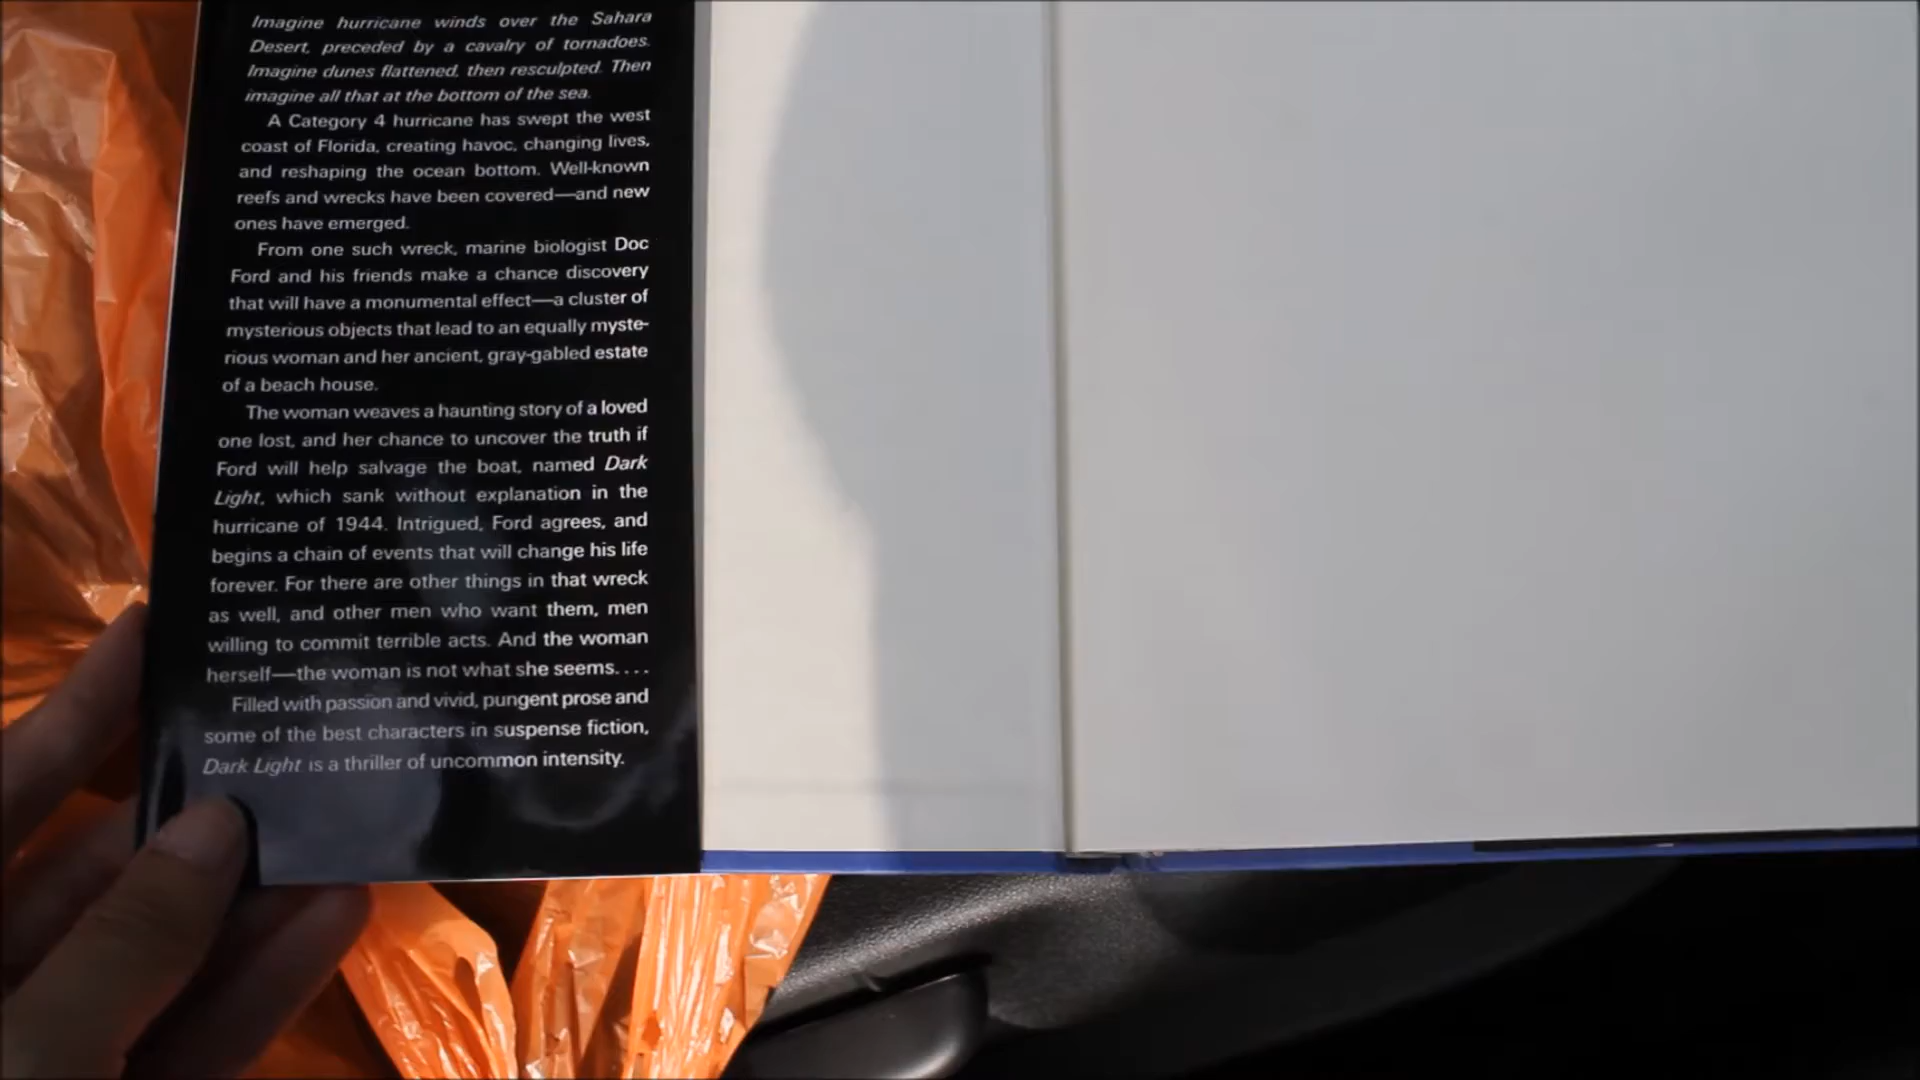 Imagine hurricane winds over the Sahara
Desert, preceded by a cavalry of tornadoes.
Imagine dunes flattened, then resculpted. Then
imagine all that at the bottom of the sea.
A Category 4 hurricane has swept the west
coast of Florida, creating havoc, changing lives,
and reshaping the ocean bottom. Well-known
reefs and wrecks have been covered—and new
ones have emerged.
From one such wreck, marine biologist Doc
Ford and his friends make a chance discovery
that will have a monumental effect—a cluster of
mysterious objects that lead to an equally myste-
rious woman and her ancient, gray-gabled estate
of a beach house.
The woman weaves a haunting story of a loved
one lost, and her chance to uncover the truth if
Ford will help salvage the boat, named Dark
Light, which sank without explanation in the
hurricane of 1944. Intrigued, Ford agrees, and
begins a chain of events that will change his life
forever. For there are other things in that wreck
as well, and other men who want them, men
willing to commit terrible acts. And the woman
herself—the woman is not what she seems. . . .
Filled with passion and vivid, pungent prose and
some of the best characters in suspense fiction,
Dark Light is a thriller of uncommon intensity.